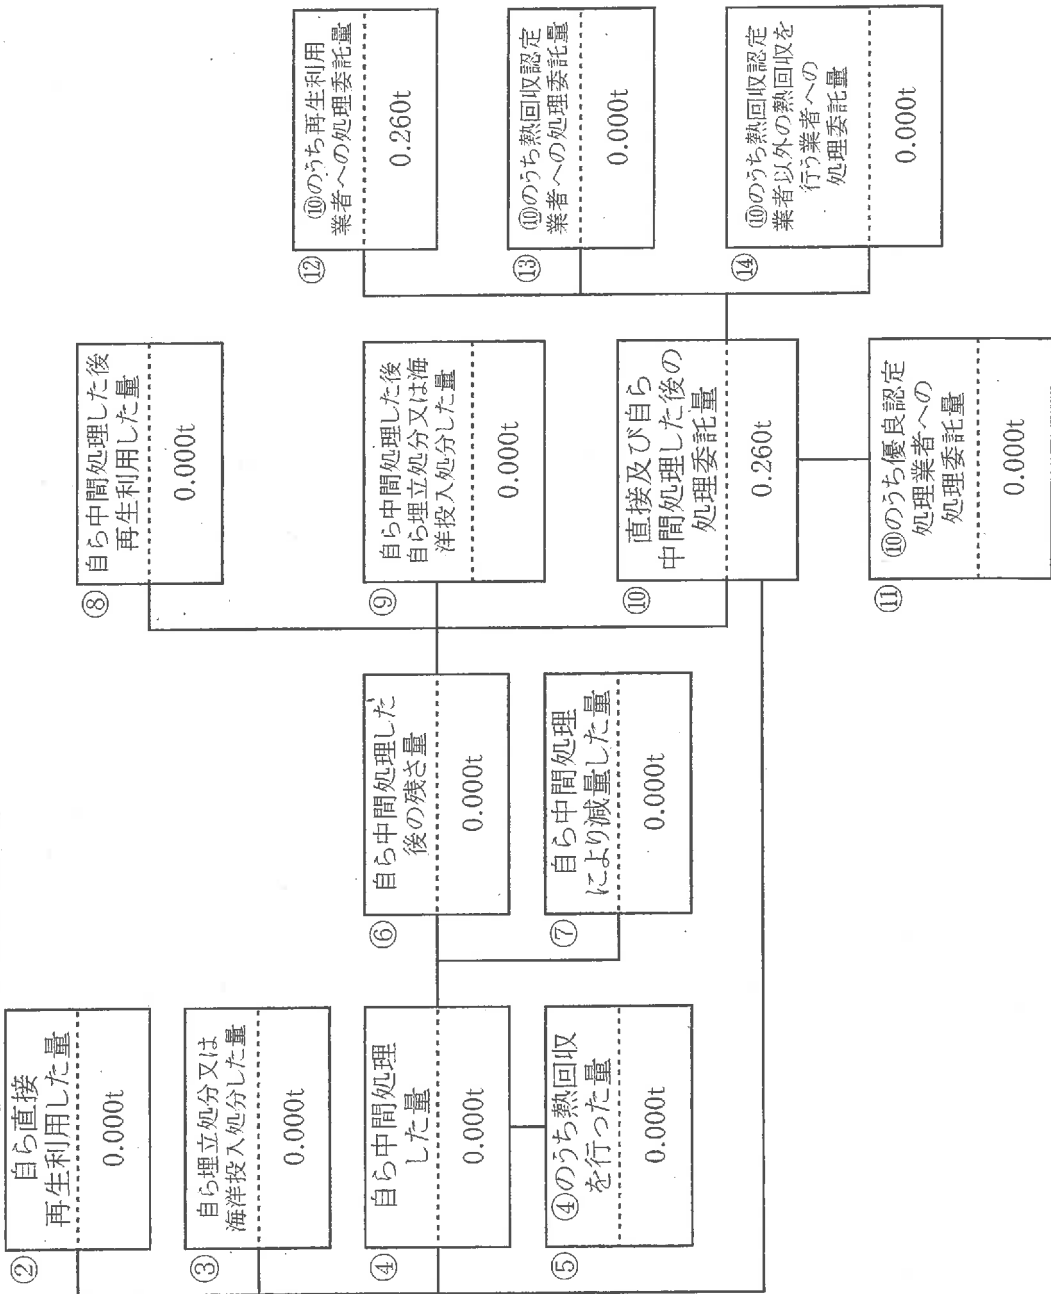 ②
自ら直接
再生利用した量
0.000t
③
自ら埋立処分又は
海洋投入処分した量
0.000t
④
自ら中間処理
した量
0.000t
⑤
④のうち熱回収
を行った量
0.000t
⑥
自ら中間処理した
後の残さ量
0.000t
⑦
自ら中間処理
により減量した量
0.000t
⑧
自ら中間処理した後
再生利用した量
0.000t
⑨
自ら中間処理した後
自ら埋立処分又は海
洋投入処分した量
0.000t
⑩
直接及び自ら
中間処理した後の
処理委託量
0.260t
⑪
⑩のうち優良認定
処理業者への
処理委託量
0.000t
⑫
⑩のうち再生利用
業者への処理委託量
0.260t
⑬
⑩のうち熱回収認定
業者への処理委託量
0.000t
⑭
⑩のうち熱回収認定
業者以外の熱回収を
行う業者への
処理委託量
0.000t